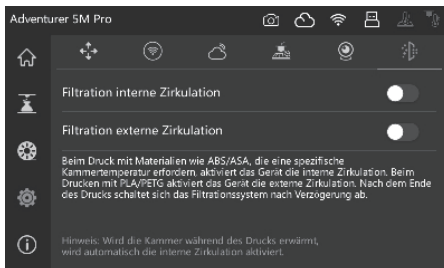 Adventurer 5M Pro
Filtration interne Zirkulation
Filtration externe Zirkulation
Beim Druck mit Materialien wie ABS/ASA, die eine spezifische
Kammertemperatur erfordern, aktiviert das Gerät die interne Zirkulation. Beim
Drucken mit PLA/PETG aktiviert das Gerät die externe Zirkulation. Nach dem Ende
des Drucks schaltet sich das Filtrationssystem nach Verzögerung ab.
Hinweis: Wird die Kammer während des Drucks erwärmt,
wird automatisch die interne Zirkulation aktiviert.